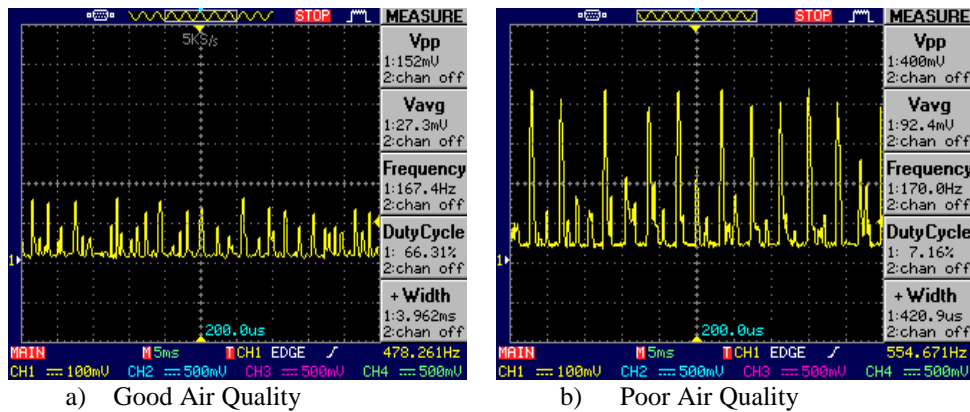 STOP MEASURE
5KS/s
Vpp
1:152mV
2:chan off
Vavg
1:27.3mV
2:chan off
Frequency
1:167.4Hz
2:chan off
DutyCycle
1: 66.31%
2:chan off
+ Width
1:3.962ms
2:chan off
1
200.0us
MAIN M 5ms T CH1 EDGE 478.261Hz
CH1 100mV CH2 500mV CH3 500mV CH4 500mV
a) Good Air Quality
STOP MEASURE
Vpp
1:400mV
2:chan off
Vavg
1:92.4mV
2:chan off
Frequency
1:170.0Hz
2:chan off
DutyCycle
1: 7.16%
2:chan off
+ Width
1:420.9us
2:chan off
1
200.0us
MAIN M 5ms T CH1 EDGE 554.671Hz
CH1 100mV CH2 500mV CH3 500mV CH4 500mV
b) Poor Air Quality